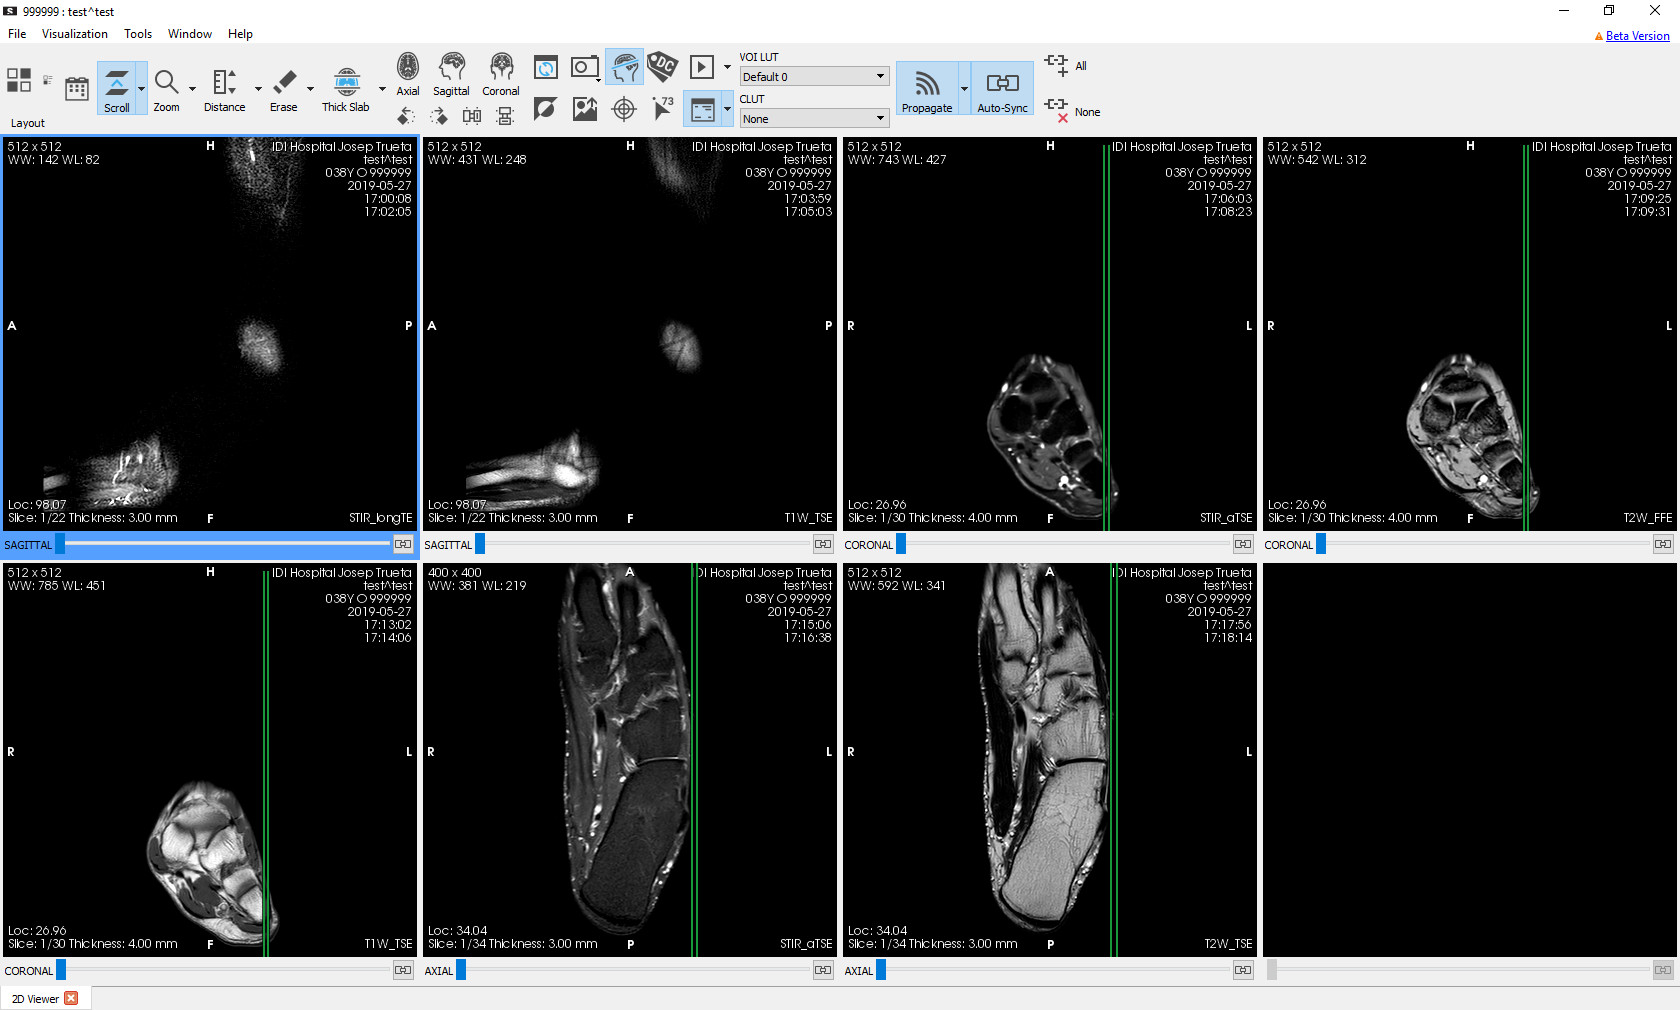 999999 : test^test
File Visualization Tools Window Help
Beta Version
Layout
Scroll
Zoom
Distance
Erase
Thick Slab
Axial
Sagittal
Coronal
DC
73
VOI LUT
Default 0
CLUT
None
Propagate
Auto-Sync
All
None
512 x 512
WW: 142 WL: 82
H
IDI Hospital Josep Trueta
test^test
038Y O 999999
2019-05-27
17:00:08
17:02:05
A
P
Loc: 98.07
Slice: 1/22 Thickness: 3.00 mm
F
STIR_longTE
SAGITTAL
512 x 512
WW: 431 WL: 248
H
IDI Hospital Josep Trueta
test^test
038Y O 999999
2019-05-27
17:03:59
17:05:03
A
P
Loc: 98.07
Slice: 1/22 Thickness: 3.00 mm
F
T1W_TSE
SAGITTAL
512 x 512
WW: 743 WL: 427
H
IDI Hospital Josep Trueta
test^test
038Y O 999999
2019-05-27
17:06:03
17:08:23
R
L
Loc: 26.96
Slice: 1/30 Thickness: 4.00 mm
F
STIR_aTSE
CORONAL
512 x 512
WW: 542 WL: 312
H
IDI Hospital Josep Trueta
test^test
038Y O 999999
2019-05-27
17:09:25
17:09:31
R
L
Loc: 26.96
Slice: 1/30 Thickness: 4.00 mm
F
T2W_FFE
CORONAL
512 x 512
WW: 785 WL: 451
H
IDI Hospital Josep Trueta
test^test
038Y O 999999
2019-05-27
17:13:02
17:14:06
R
L
Loc: 26.96
Slice: 1/30 Thickness: 4.00 mm
F
T1W_TSE
CORONAL
400 x 400
WW: 381 WL: 219
A
IDI Hospital Josep Trueta
test^test
038Y O 999999
2019-05-27
17:15:06
17:16:38
R
L
Loc: 34.04
Slice: 1/34 Thickness: 3.00 mm
P
STIR_aTSE
AXIAL
512 x 512
WW: 592 WL: 341
A
IDI Hospital Josep Trueta
test^test
038Y O 999999
2019-05-27
17:17:56
17:18:14
R
L
Loc: 34.04
Slice: 1/34 Thickness: 3.00 mm
P
T2W_TSE
AXIAL
2D Viewer